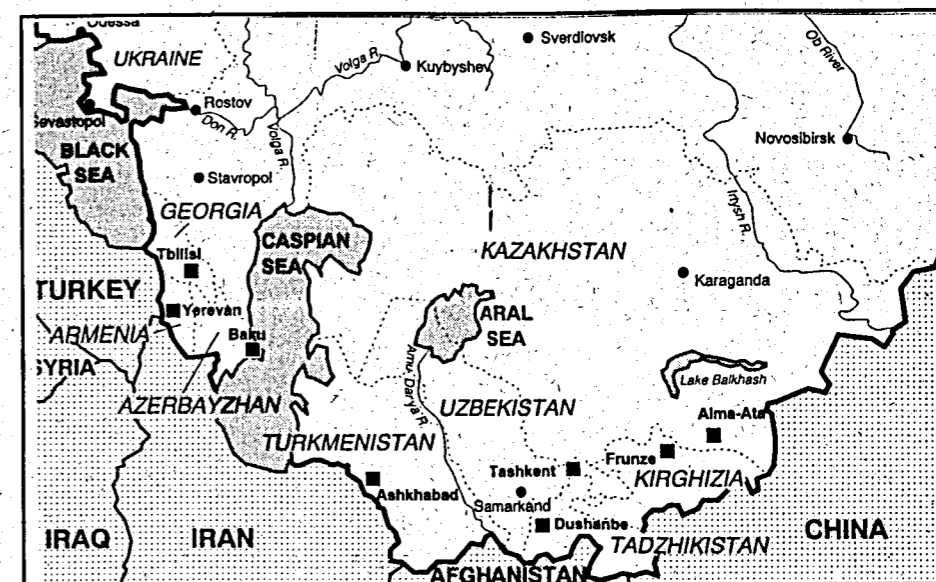 Odessa
Sverdlovsk
UKRAINE
Volga R.
Kuybyshev
Ob River
Rostov
Sevastopol
Don R.
Volga R.
Novosibirsk
BLACK
SEA
Stavropol
Irtysh R.
GEORGIA
KAZAKHSTAN
CASPIAN
SEA
Tbilisi
Karaganda
TURKEY
Yerevan
ARAL
SEA
ARMENIA
Baku
SYRIA
Amu Darya R.
Lake Balkhash
AZERBAYZHAN
UZBEKISTAN
Alma-Ata
TURKMENISTAN
Tashkent
Frunze
KIRGHIZIA
Ashkhabad
Samarkand
Dushanbe
IRAQ
IRAN
CHINA
TADZHIKISTAN
AFGHANISTAN